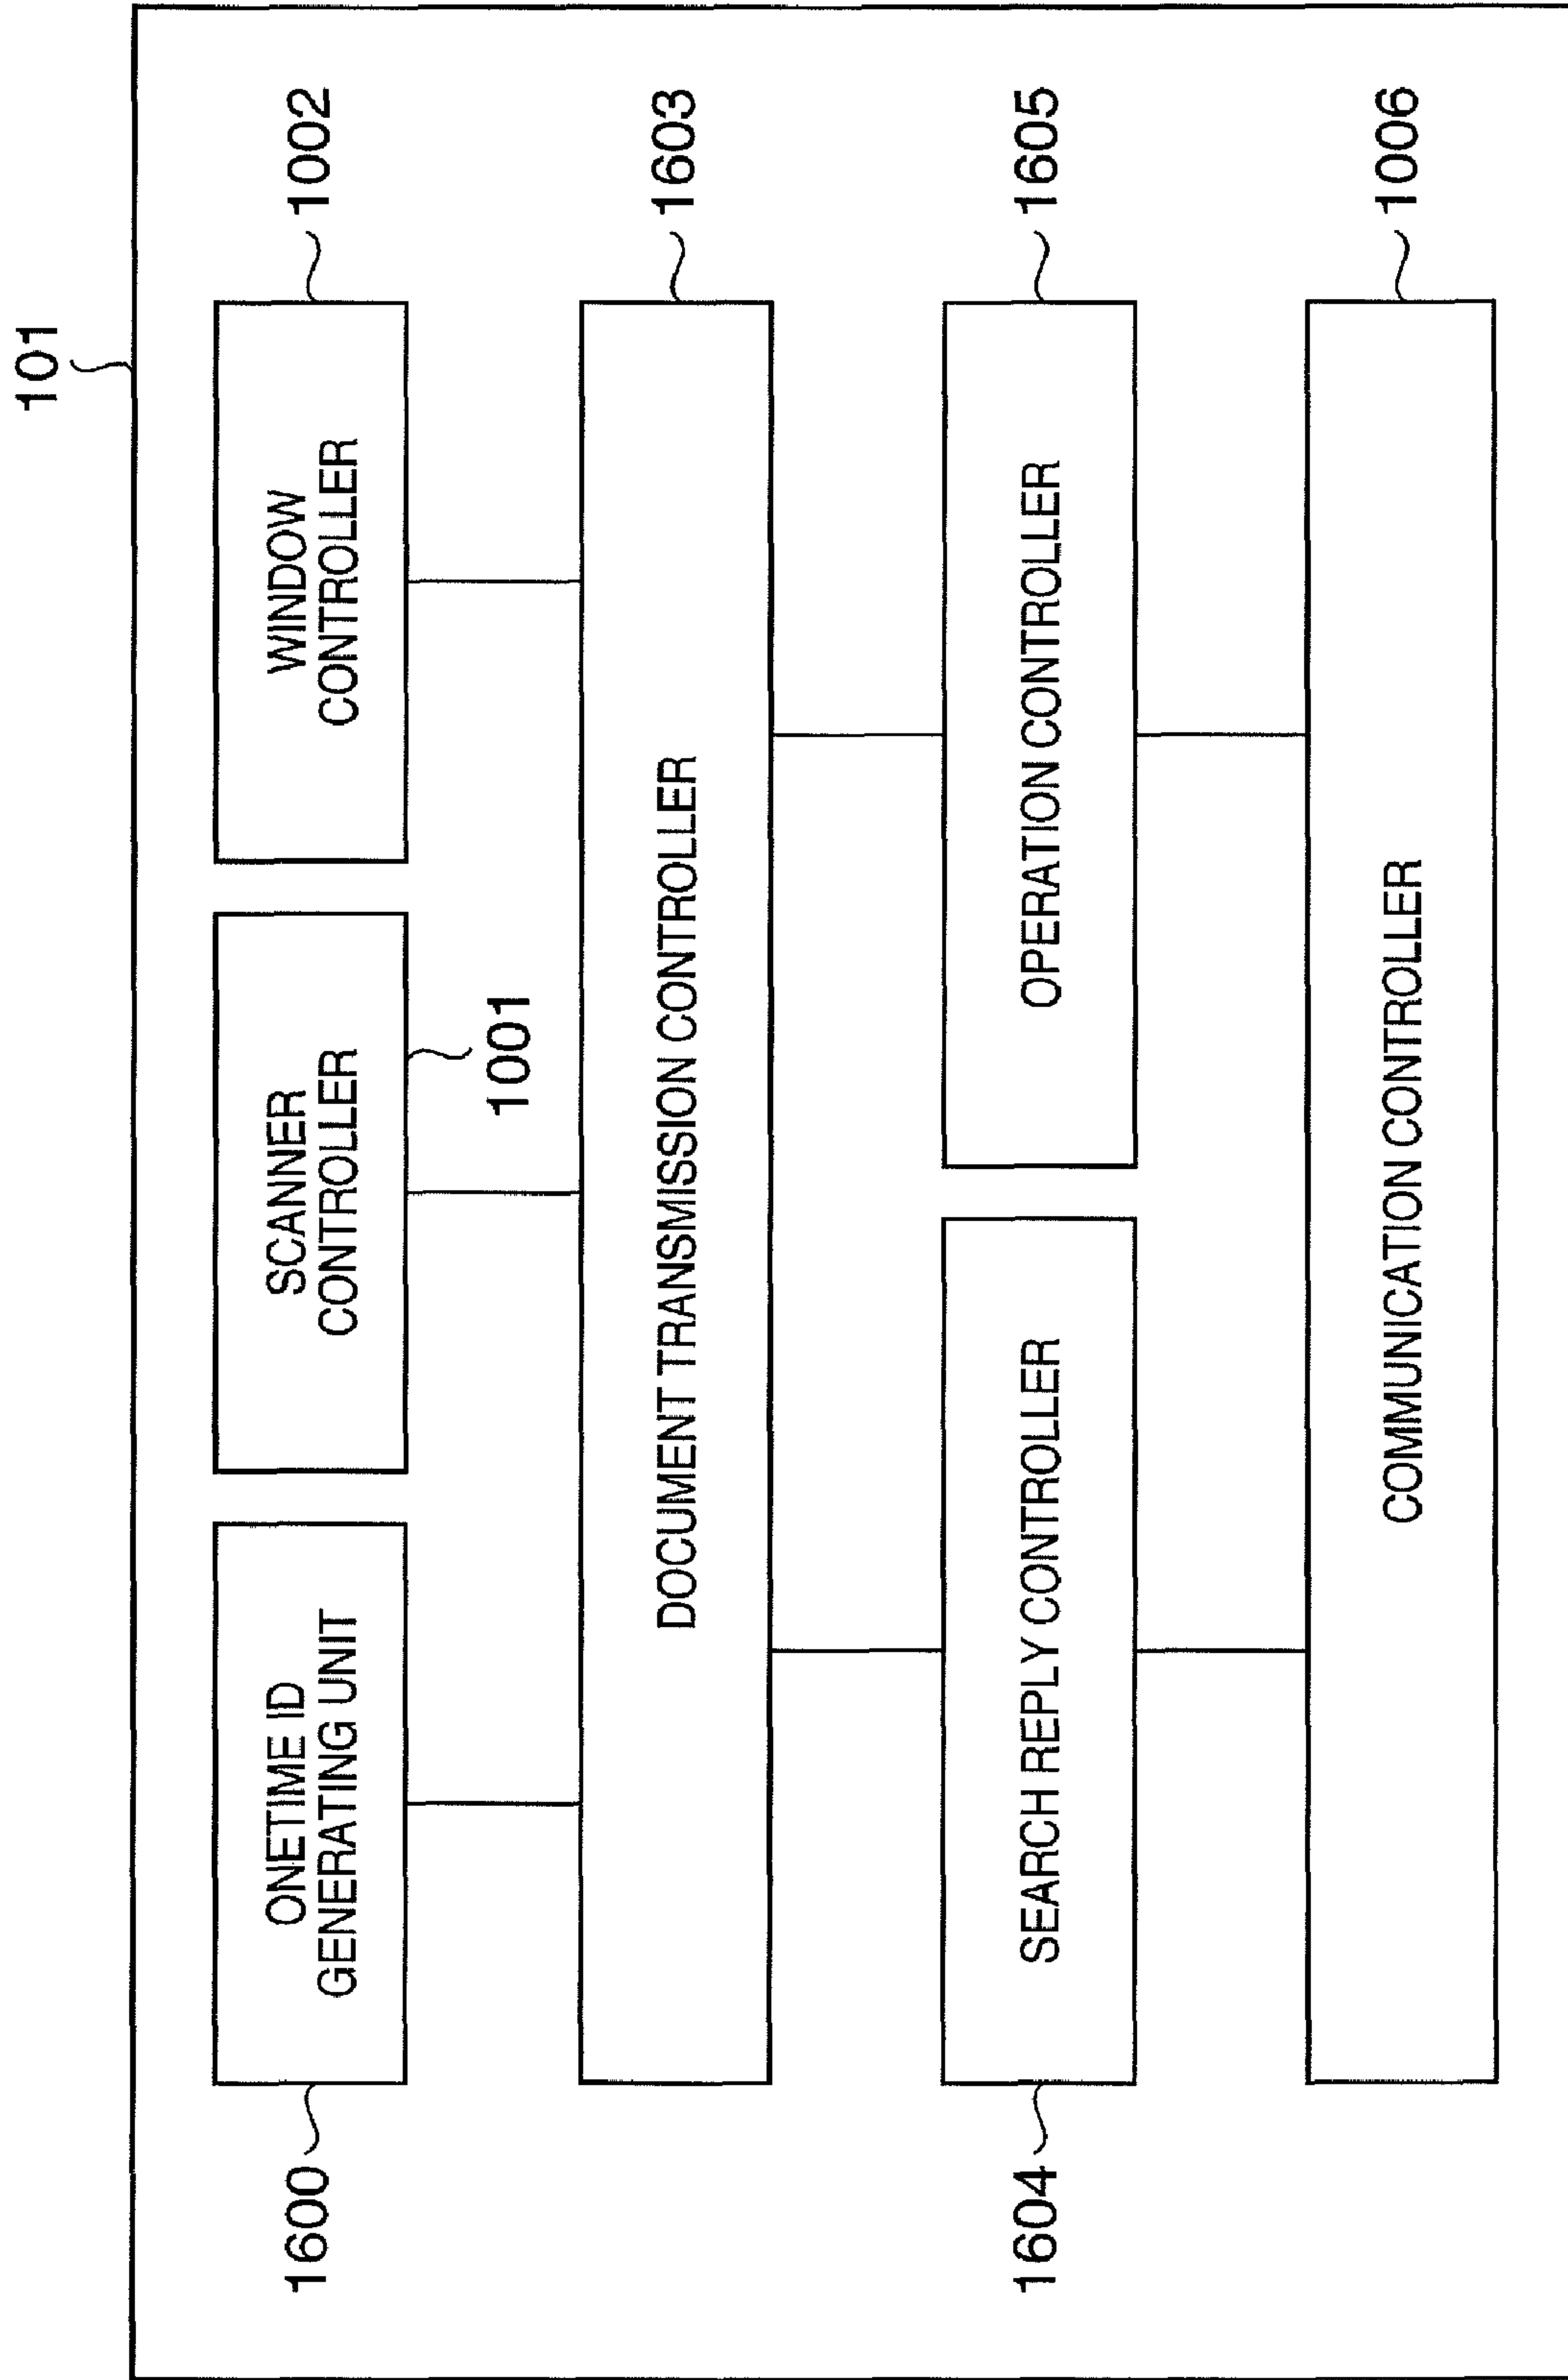 101
ONETIME ID
GENERATING UNIT
SCANNER
CONTROLLER
WINDOW
CONTROLLER
1600
1001
1002
DOCUMENT TRANSMISSION CONTROLLER
1603
SEARCH REPLY CONTROLLER
OPERATION CONTROLLER
1604
1605
COMMUNICATION CONTROLLER
1006